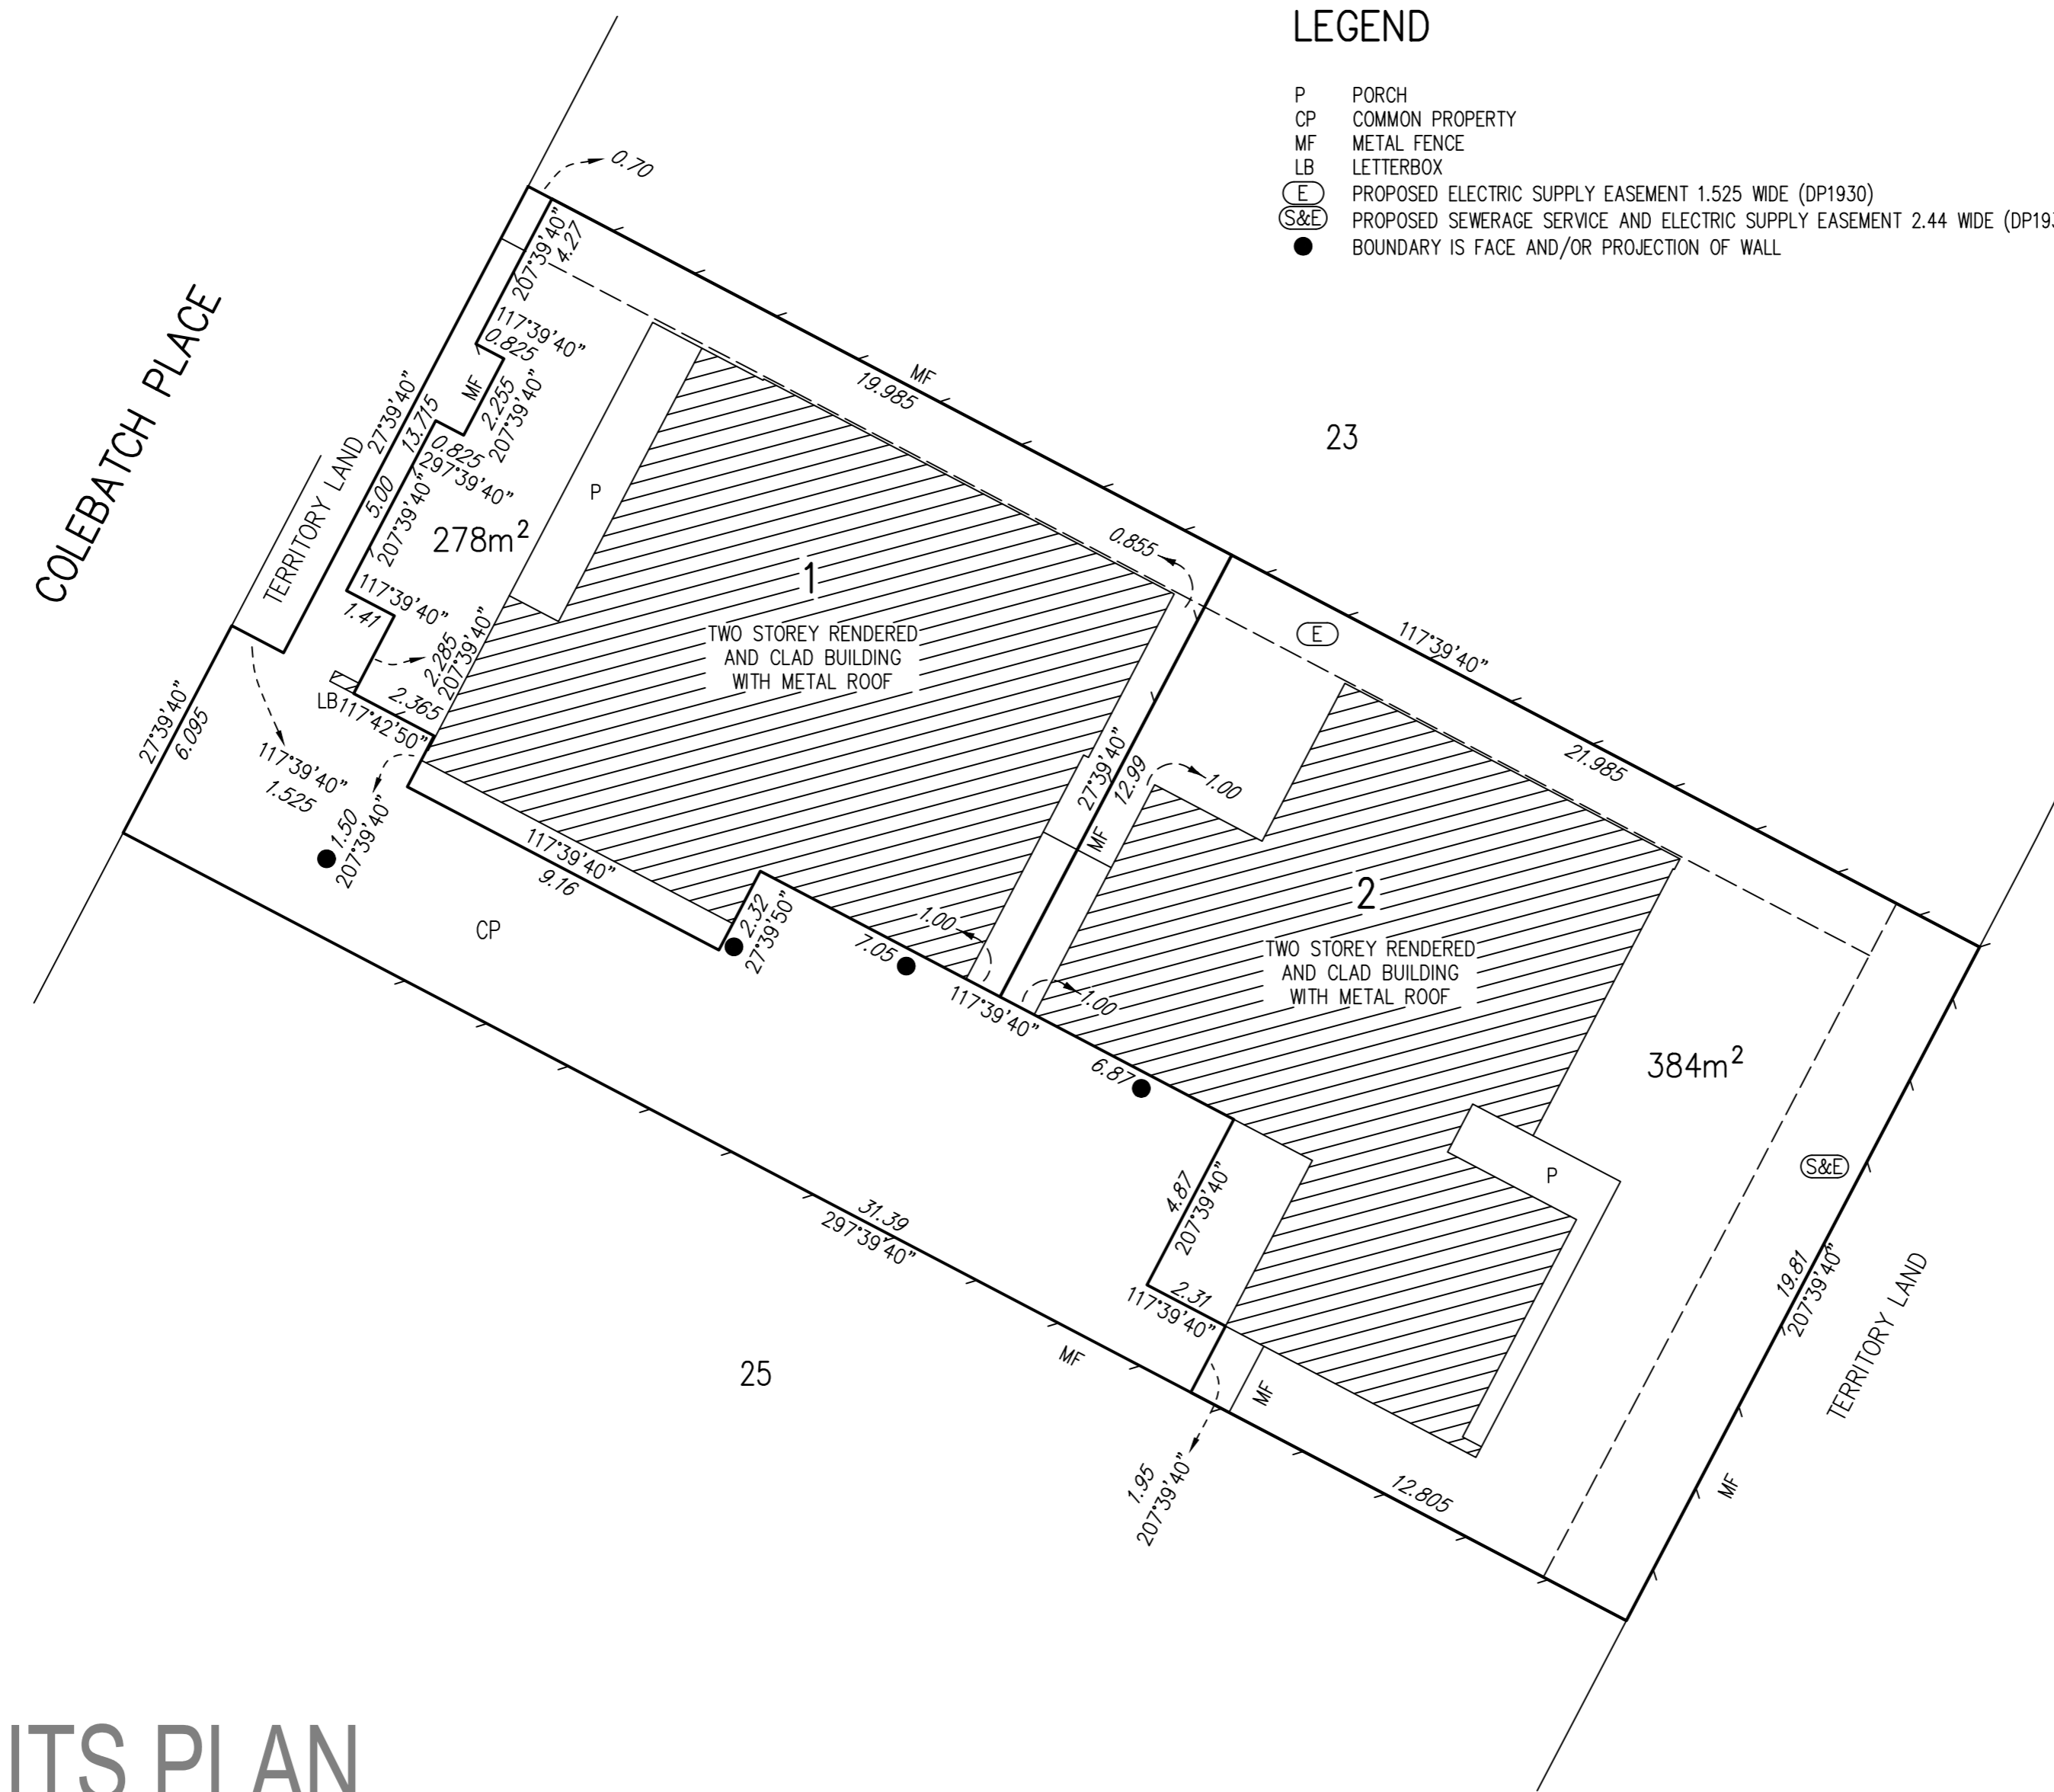 LEGEND
P PORCH
CP COMMON PROPERTY
MF METAL FENCE
LB LETTERBOX
E PROPOSED ELECTRIC SUPPLY EASEMENT 1.525 WIDE (DP1930)
S&E PROPOSED SEWERAGE SERVICE AND ELECTRIC SUPPLY EASEMENT 2.44 WIDE
● BOUNDARY IS FACE AND/OR PROJECTION OF WALL
0.70
207°39'40"
4.27
117°39'40"
0.825
MF
2.255
207°39'40"
MF
19.985
23
COLEBATCH PLACE
27°39'40"
13.715
TERRITORY LAND
0.825
297°39'40"
5.00
207°39'40"
278m²
P
1
0.855
TWO STOREY RENDERED
AND CLAD BUILDING
WITH METAL ROOF
117°39'40"
1.41
2.285
207°39'40"
E
117°39'40"
LB
2.365
117°42'50"
27°39'40"
6.095
117°39'40"
1.525
1.50
207°39'40"
27°39'40"
12.99
MF
1.00
21.985
117°39'40"
9.16
2.32
27°39'50"
CP
7.05
1.00
117°39'40"
1.00
2
TWO STOREY RENDERED
AND CLAD BUILDING
WITH METAL ROOF
6.87
384m²
P
S&E
4.87
207°39'40"
31.39
297°39'40"
2.31
117°39'40"
19.81
207°39'40"
TERRITORY LAND
25
MF
MF
1.95
207°39'40"
12.805
MF
ITS PLAN